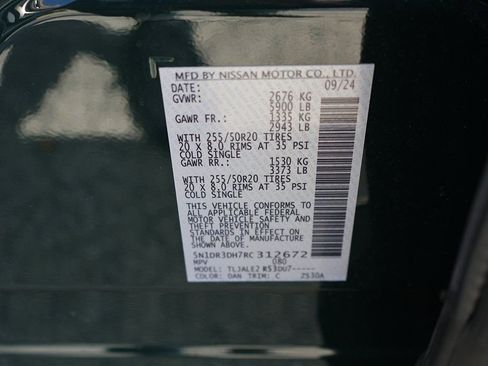 MFD BY NISSAN MOTOR CO., LTD.
DATE: 09/24
GVWR: 2676 KG
5900 LB
GAWR FR.: 1335 KG
2943 LB
WITH 255/50R20 TIRES
20 x 8.0 RIMS AT 35 PSI
COLD SINGLE
GAWR RR.: 1530 KG
3373 LB
WITH 255/50R20 TIRES
20 x 8.0 RIMS AT 35 PSI
COLD SINGLE
THIS VEHICLE CONFORMS TO
ALL APPLICABLE FEDERAL
MOTOR VEHICLE SAFETY AND
THEFT PREVENTION
STANDARDS IN EFFECT ON
THE DATE OF MANUFACTURE
SHOWN ABOVE.
5N1DR3DH7RC312672
MPV 080
MODEL: TLJALE2 R53DU7-----
COLOR: DAN TRIM: C 2530A